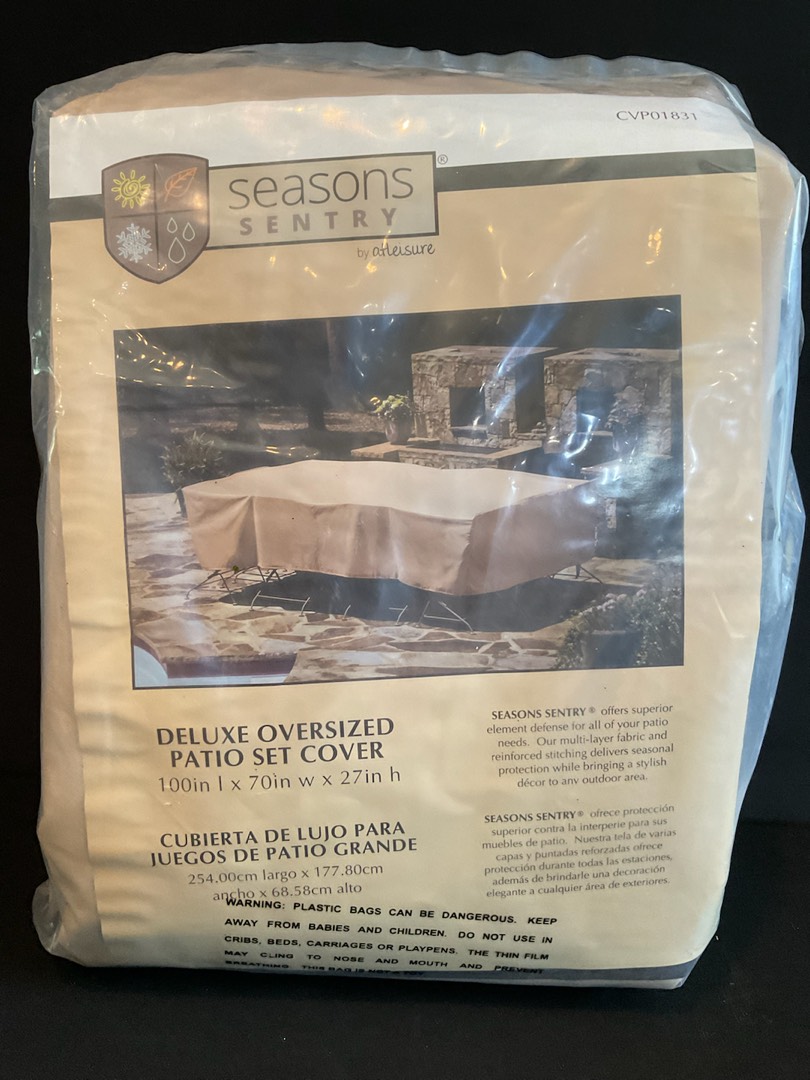 CVP01831
seasons®
SENTRY
by atleisure
DELUXE OVERSIZED
PATIO SET COVER
100in l x 70in w x 27in h
CUBIERTA DE LUJO PARA
JUEGOS DE PATIO GRANDE
254.00cm largo x 177.80cm
ancho x 68.58cm alto
SEASONS SENTRY® offers superior
element defense for all of your patio
needs. Our multi-layer fabric and
reinforced stitching delivers seasonal
protection while bringing a stylish
décor to any outdoor area.
SEASONS SENTRY® ofrece protección
superior contra la interperie para sus
muebles de patio. Nuestra tela de varias
capas y puntadas reforzadas ofrece
protección durante todas las estaciones,
además de brindarle una decoración
elegante a cualquier área de exteriores.
WARNING: PLASTIC BAGS CAN BE DANGEROUS. KEEP
AWAY FROM BABIES AND CHILDREN. DO NOT USE IN
CRIBS, BEDS, CARRIAGES OR PLAYPENS. THE THIN FILM
MAY CLING TO NOSE AND MOUTH AND PREVENT
BREATHING. THIS BAG IS NOT A TOY.